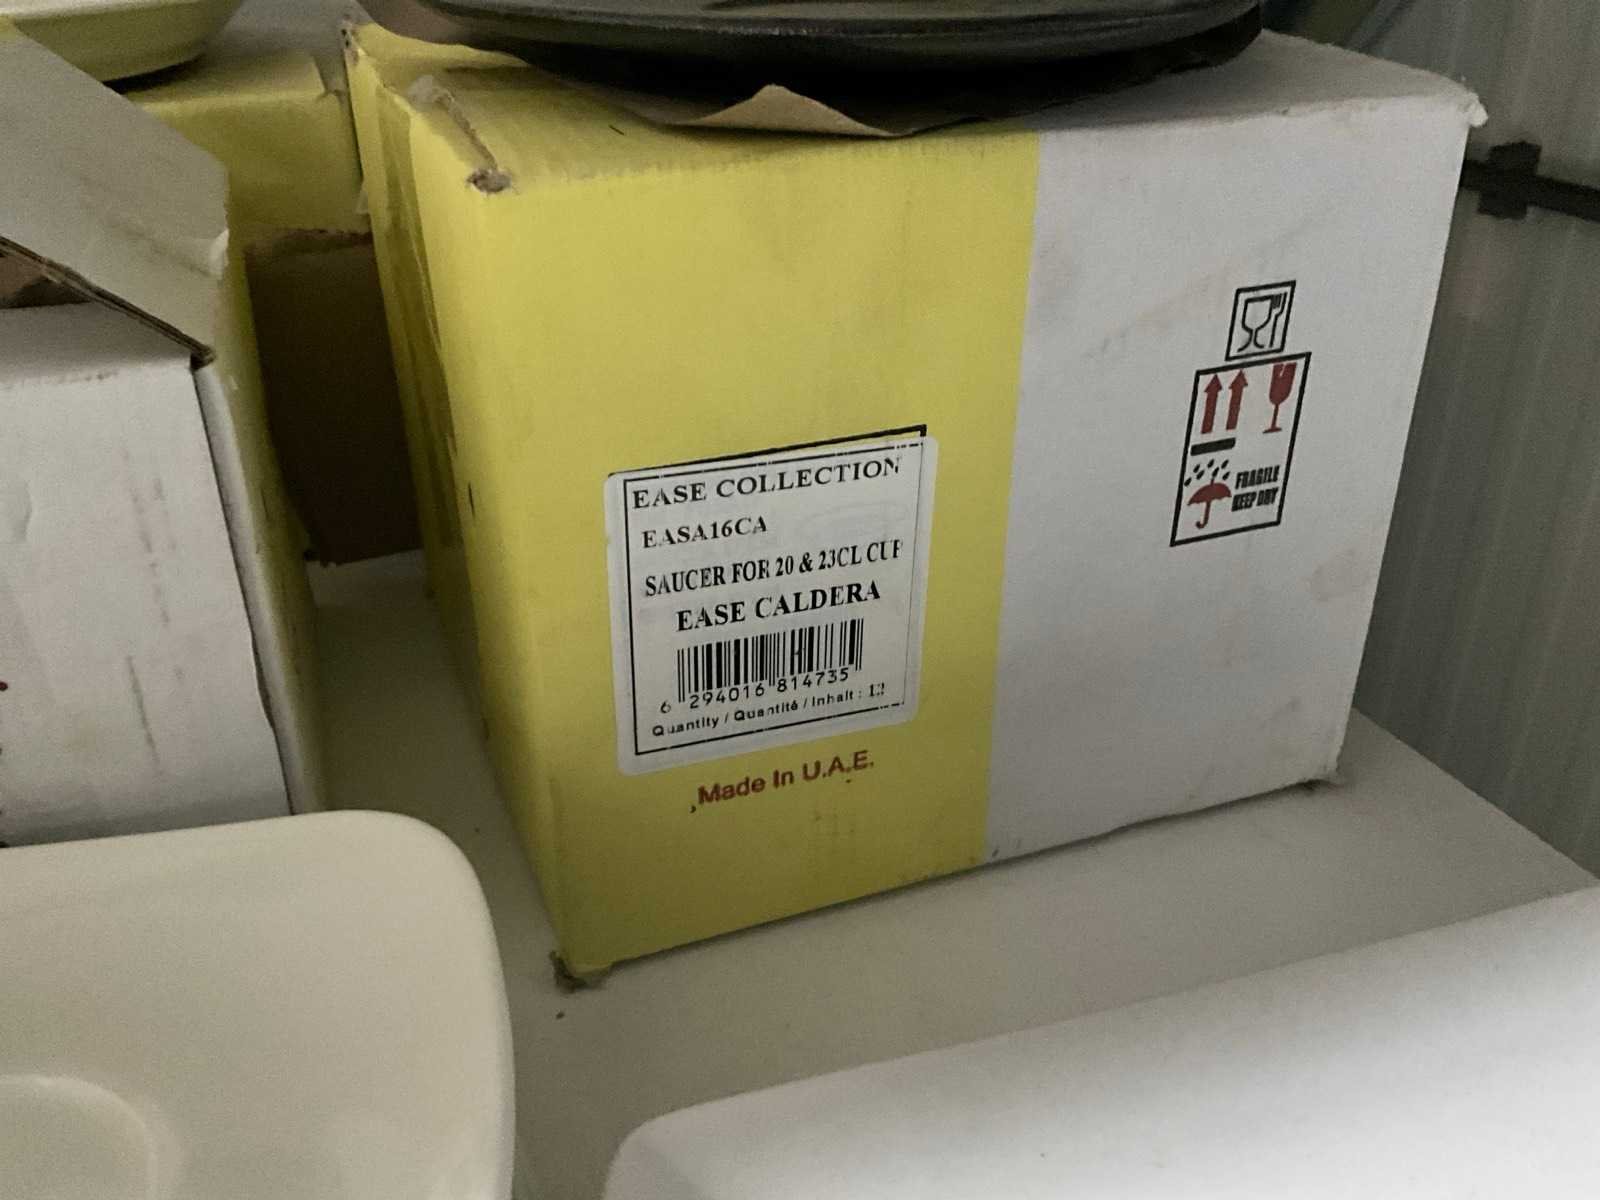 EASE COLLECTION
EASA16CA
SAUCER FOR 20 & 23CL CUP
EASE CALDERA
6 294016 814735
Quantity / Quantité / Inhalt : 12
Made In U.A.E.
FRAGILE
KEEP DRY